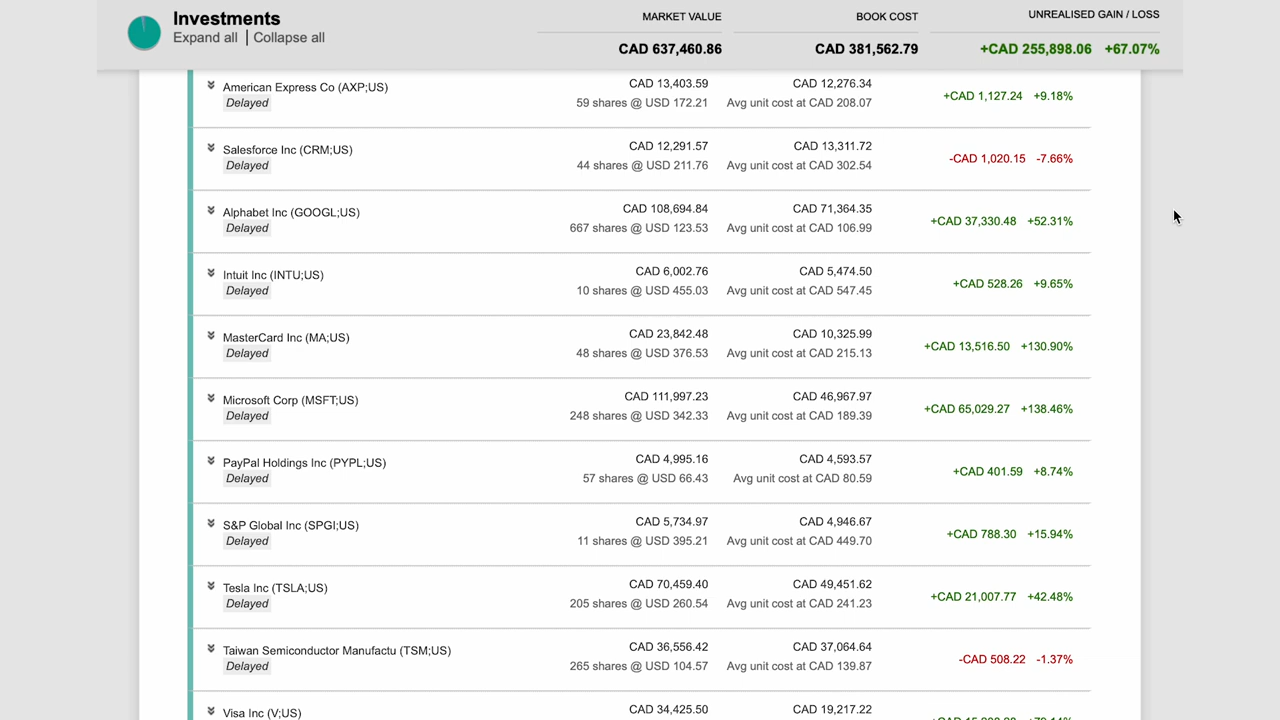 Investments
Expand all | Collapse all
MARKET VALUE BOOK COST UNREALISED GAIN / LOSS
CAD 637,460.86 CAD 381,562.79 +CAD 255,898.06 +67.07%
American Express Co (AXP;US) CAD 13,403.59 CAD 12,276.34 +CAD 1,127.24 +9.18%
Delayed 59 shares @ USD 172.21 Avg unit cost at CAD 208.07
Salesforce Inc (CRM;US) CAD 12,291.57 CAD 13,311.72 -CAD 1,020.15 -7.66%
Delayed 44 shares @ USD 211.76 Avg unit cost at CAD 302.54
Alphabet Inc (GOOGL;US) CAD 108,694.84 CAD 71,364.35 +CAD 37,330.48 +52.31%
Delayed 667 shares @ USD 123.53 Avg unit cost at CAD 106.99
Intuit Inc (INTU;US) CAD 6,002.76 CAD 5,474.50 +CAD 528.26 +9.65%
Delayed 10 shares @ USD 455.03 Avg unit cost at CAD 547.45
MasterCard Inc (MA;US) CAD 23,842.48 CAD 10,325.99 +CAD 13,516.50 +130.90%
Delayed 48 shares @ USD 376.53 Avg unit cost at CAD 215.13
Microsoft Corp (MSFT;US) CAD 111,997.23 CAD 46,967.97 +CAD 65,029.27 +138.46%
Delayed 248 shares @ USD 342.33 Avg unit cost at CAD 189.39
PayPal Holdings Inc (PYPL;US) CAD 4,995.16 CAD 4,593.57 +CAD 401.59 +8.74%
Delayed 57 shares @ USD 66.43 Avg unit cost at CAD 80.59
S&P Global Inc (SPGI;US) CAD 5,734.97 CAD 4,946.67 +CAD 788.30 +15.94%
Delayed 11 shares @ USD 395.21 Avg unit cost at CAD 449.70
Tesla Inc (TSLA;US) CAD 70,459.40 CAD 49,451.62 +CAD 21,007.77 +42.48%
Delayed 205 shares @ USD 260.54 Avg unit cost at CAD 241.23
Taiwan Semiconductor Manufactu (TSM;US) CAD 36,556.42 CAD 37,064.64 -CAD 508.22 -1.37%
Delayed 265 shares @ USD 104.57 Avg unit cost at CAD 139.87
Visa Inc (V;US) CAD 34,425.50 CAD 19,217.22